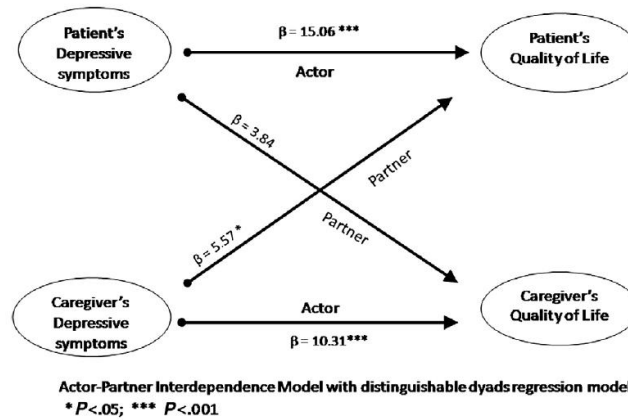 Patient's
Depressive
symptoms
β = 15.06 ***
Actor
Patient's
Quality of Life
β = 3.84
Partner
β = 5.57 *
Partner
Caregiver's
Depressive
symptoms
Actor
β = 10.31***
Caregiver's
Quality of Life
Actor-Partner Interdependence Model with distinguishable dyads regression model
* P<.05; *** P<.001